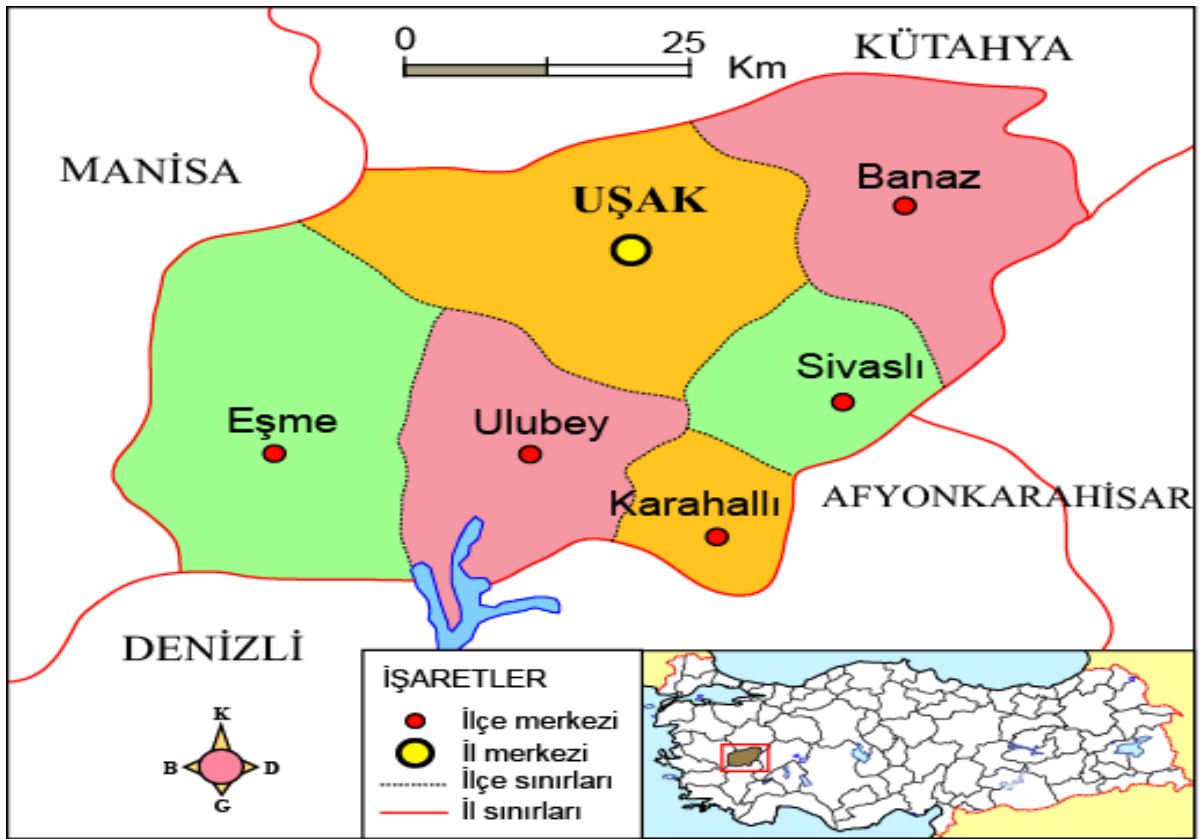 0 25
Km
KÜTAHYA
MANİSA
UŞAK
Banaz
Sivaslı
Eşme
Ulubey
Karahallı
AFYONKARAHİSAR
DENİZLİ
K
B D
G
İŞARETLER
İlçe merkezi
İl merkezi
İlçe sınırları
İl sınırları